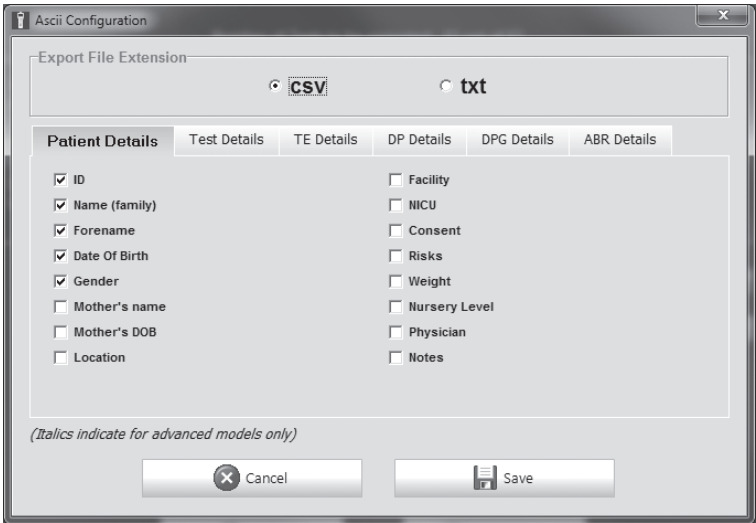 Ascii Configuration
x
Export File Extension
csv txt
Patient Details Test Details TE Details DP Details DPG Details ABR Details
ID Facility
Name (family) NICU
Forename Consent
Date Of Birth Risks
Gender Weight
Mother's name Nursery Level
Mother's DOB Physician
Location Notes
(Italics indicate for advanced models only)
Cancel Save